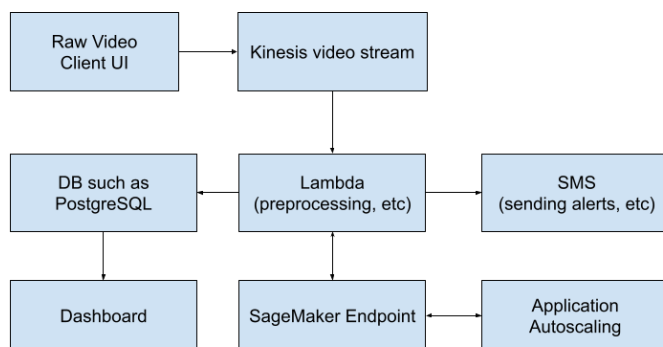 Raw Video
Client UI
Kinesis video stream
DB such as
PostgreSQL
Lambda
(preprocessing, etc)
SMS
(sending alerts, etc)
Dashboard
SageMaker Endpoint
Application
Autoscaling